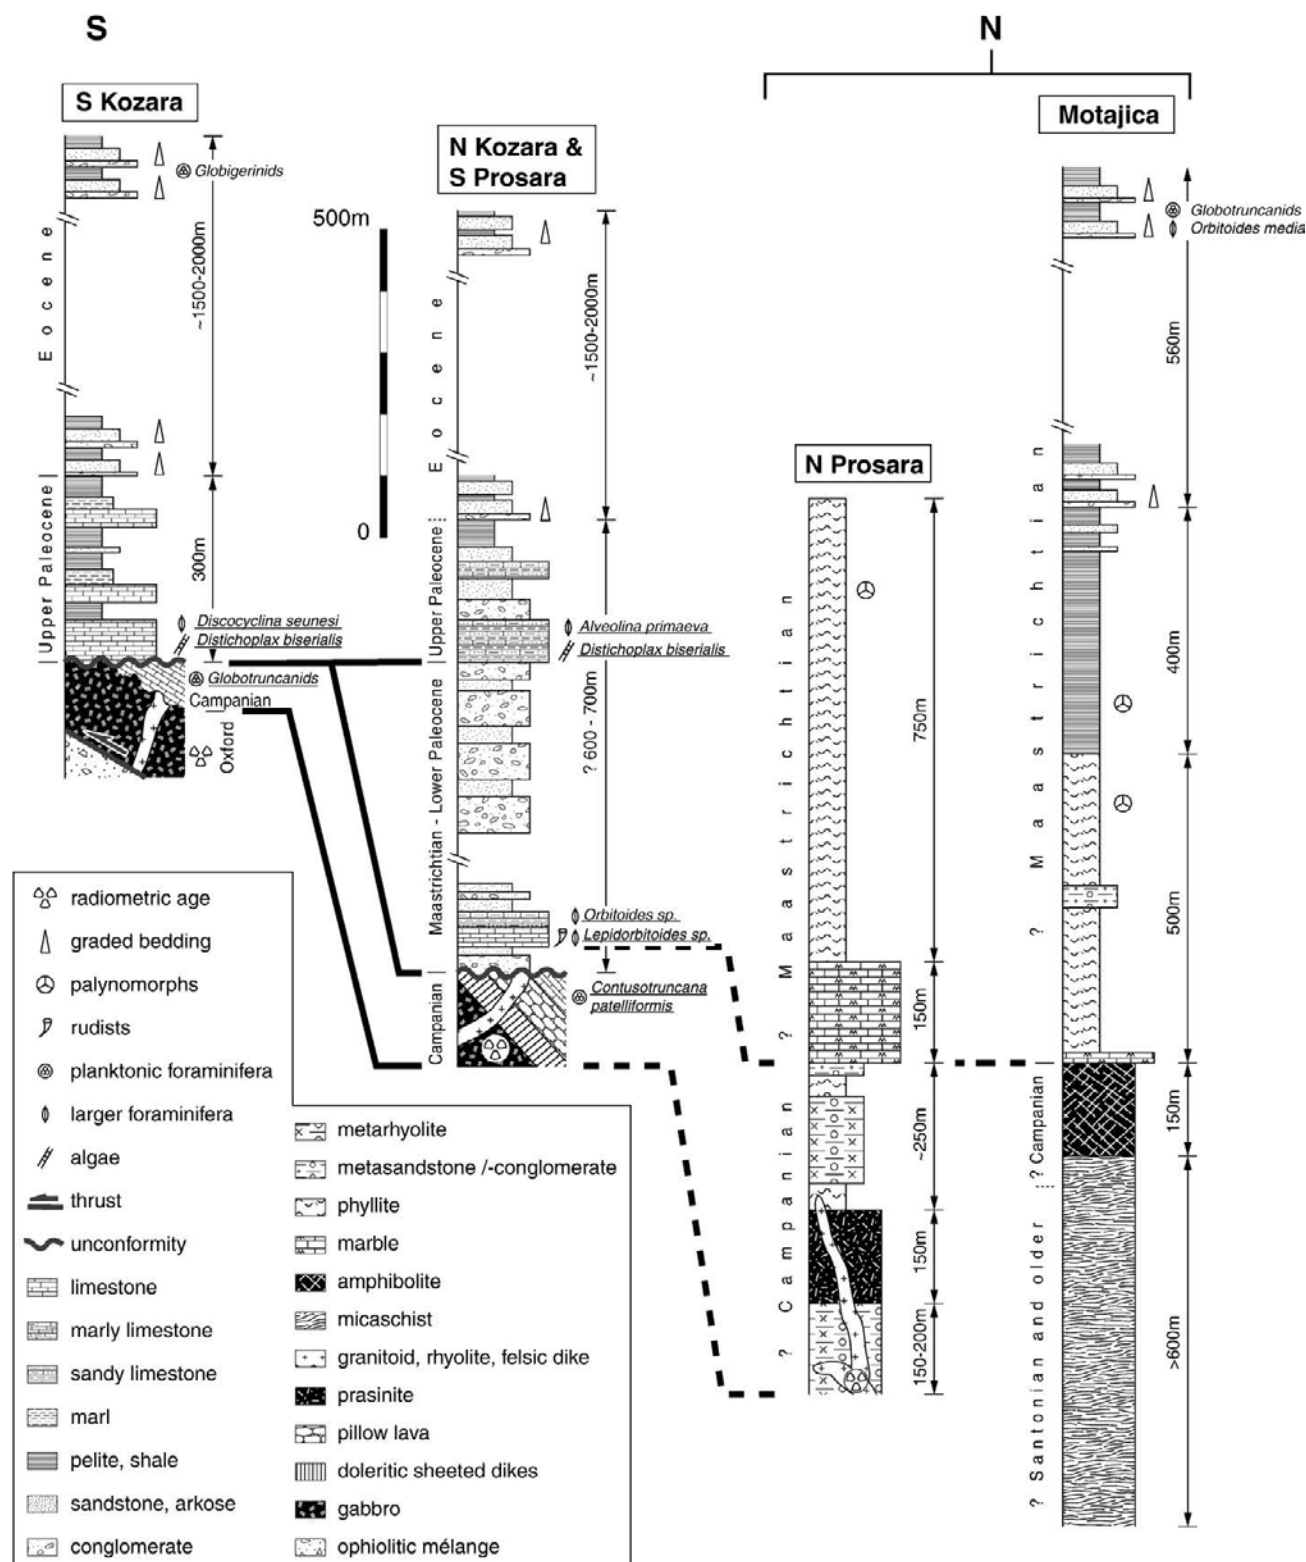 S
N
S Kozara
Motajica
N Kozara &
S Prosara
N Prosara
Globigerinids
Eocene
~1500-2000m
Upper Paleocene
300m
Discocyclina seunesi
Distichoplax biserialis
Globotruncanids
Campanian
Oxford
500m
0
Eocene
~1500-2000m
Upper Paleocene
Maastrichtian - Lower Paleocene
? 600 - 700m
Alveolina primaeva
Distichoplax biserialis
Orbitoides sp.
Lepidorbitoides sp.
Campanian
Contusotruncana
patelliformis
? Maastrichtian
750m
150m
? Campanian
~250m
150m
150-200m
Globotruncanids
Orbitoides media
560m
? Maastrichtian
400m
500m
? Campanian
150m
? Santonian and older
>600m
radiometric age
graded bedding
palynomorphs
rudists
planktonic foraminifera
larger foraminifera
algae
thrust
unconformity
limestone
marly limestone
sandy limestone
marl
pelite, shale
sandstone, arkose
conglomerate
metarhyolite
metasandstone /-conglomerate
phyllite
marble
amphibolite
micaschist
granitoid, rhyolite, felsic dike
prasinite
pillow lava
doleritic sheeted dikes
gabbro
ophiolitic mélange